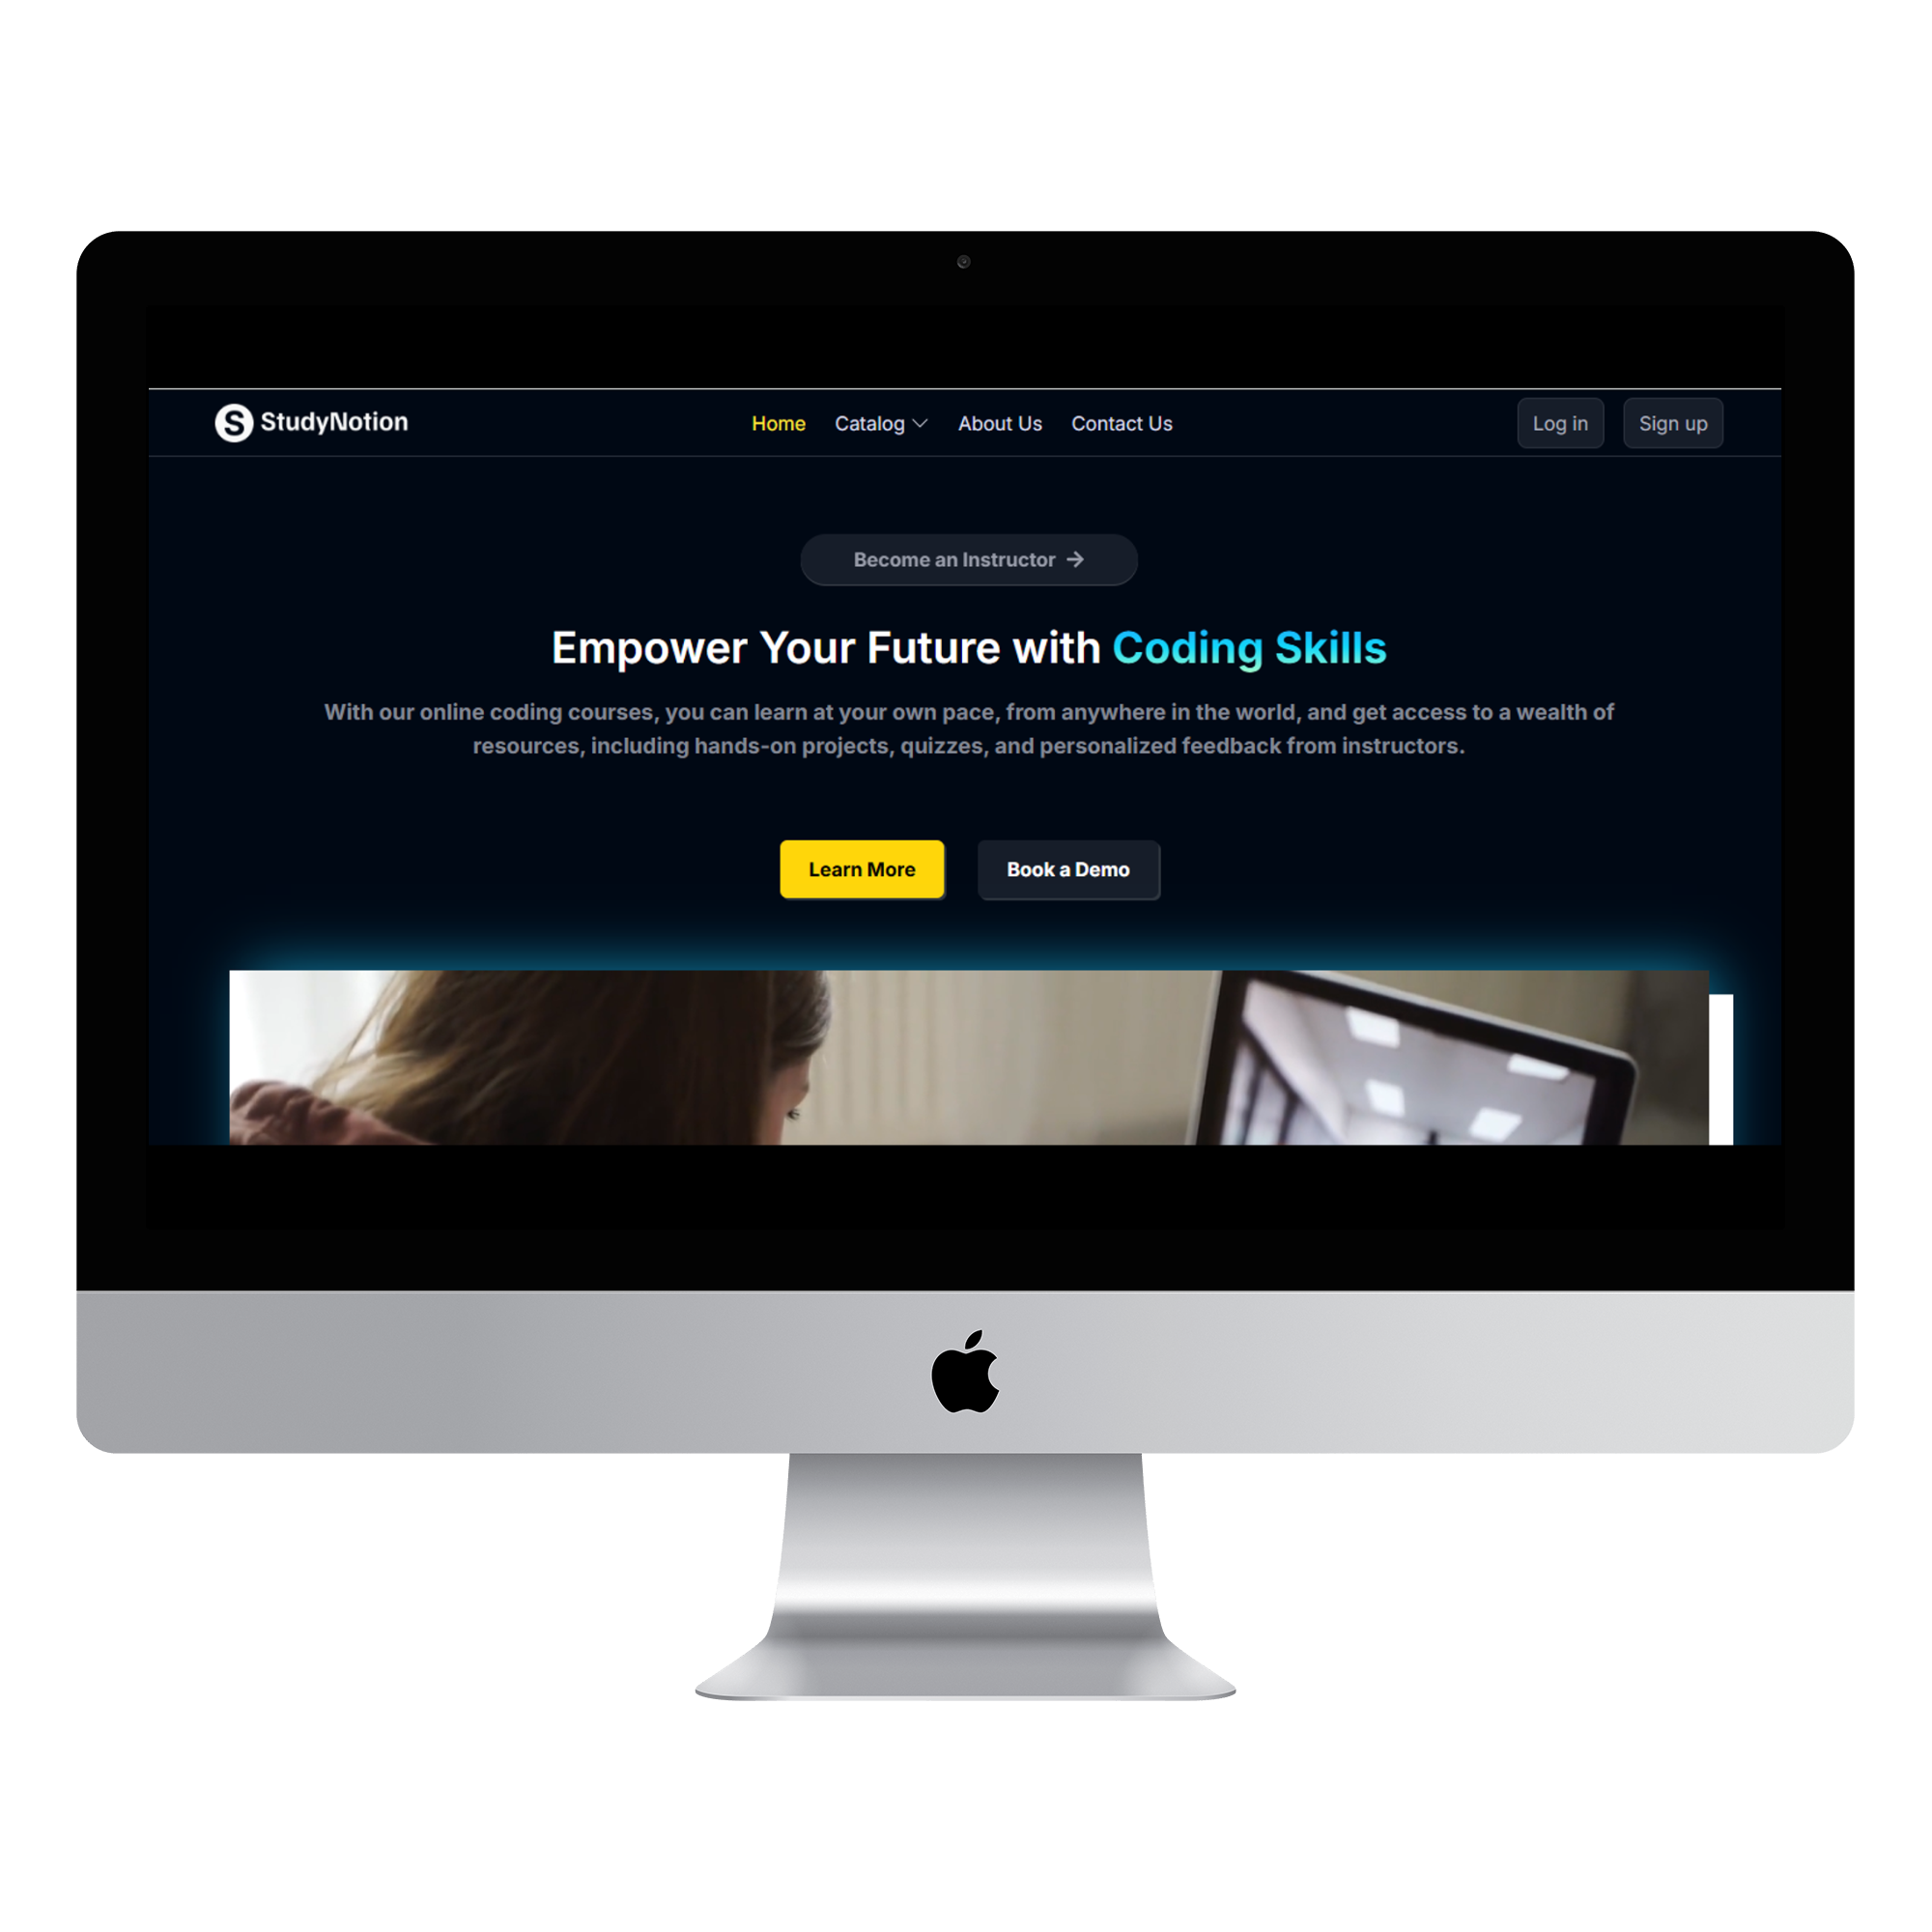 StudyNotion
Home Catalog About Us Contact Us
Log in Sign up
Become an Instructor →
Empower Your Future with Coding Skills
With our online coding courses, you can learn at your own pace, from anywhere in the world, and get access to a wealth of
resources, including hands-on projects, quizzes, and personalized feedback from instructors.
Learn More Book a Demo